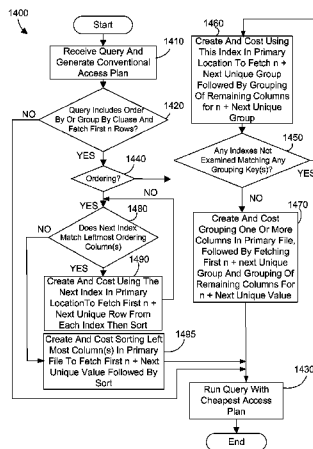 1400
Start
1410
Receive Query And
Generate Conventional
Access Plan
1420
Query Includes Order
By Or Group By Cluase And
Fetch First n Rows?
NO
YES
1440
Ordering?
NO
YES
1480
Does Next Index
Match Leftmost Ordering
Column(s)
NO
YES
1490
Create And Cost Using The
Next Index In Primary
LocationTo Fetch First n +
Next Unique Row From
Each Index Then Sort
1495
Create And Cost Sorting Left
Most Column(s) In Primary
File To Fetch First n + Next
Unique Value Followed By
Sort
1460
Create And Cost Using
This Index In Primary
Location To Fetch n +
Next Unique Group
Followed By Grouping
Of Remaining Columns
for n + Next Unique
Group
1450
Any Indexes Not
Examined Matching Any
Grouping Key(s)?
YES
NO
1470
Create And Cost
Grouping One Or More
Columns In Primary File,
Followed By Fetching
First n + next Unique
Group And Grouping Of
Remaining Columns For
n + Next Unique Value
1430
Run Query With
Cheapest Access
Plan
End